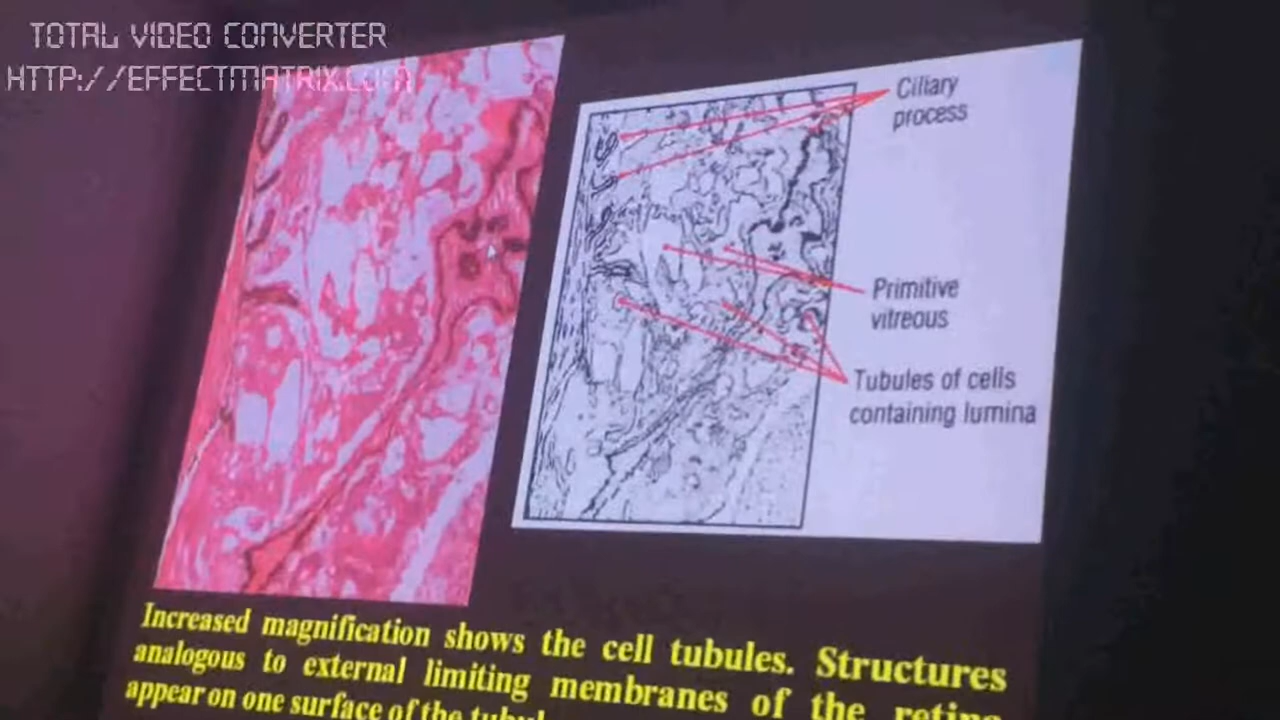 TOTAL VIDEO CONVERTER
HTTP://EFFECTMATRIX.COM
Ciliary
process
Primitive
vitreous
Tubules of cells
containing lumina
Increased magnification shows the cell tubules. Structures
analogous to external limiting membranes of the retina
appear on one surface of the